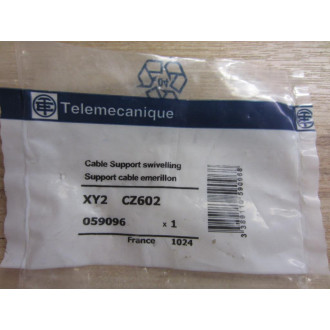 Telemecanique
Cable Support swivelling
Support cable emerillon
XY2 CZ602
059096 x 1
France 1024